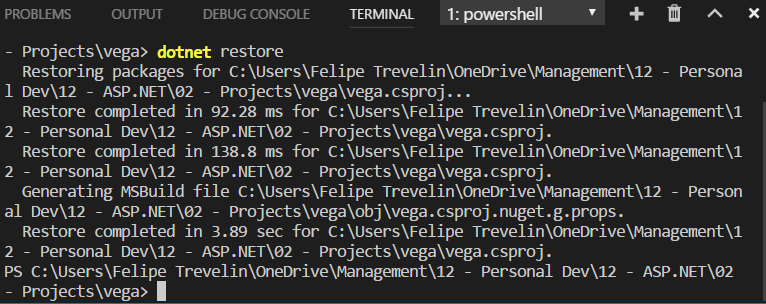 PROBLEMS OUTPUT DEBUG CONSOLE TERMINAL 1: powershell
- Projects\vega> dotnet restore
  Restoring packages for C:\Users\Felipe Trevelin\OneDrive\Management\12 - Persona
l Dev\12 - ASP.NET\02 - Projects\vega\vega.csproj...
  Restore completed in 92.28 ms for C:\Users\Felipe Trevelin\OneDrive\Management\1
2 - Personal Dev\12 - ASP.NET\02 - Projects\vega\vega.csproj.
  Restore completed in 138.8 ms for C:\Users\Felipe Trevelin\OneDrive\Management\1
2 - Personal Dev\12 - ASP.NET\02 - Projects\vega\vega.csproj.
  Generating MSBuild file C:\Users\Felipe Trevelin\OneDrive\Management\12 - Person
al Dev\12 - ASP.NET\02 - Projects\vega\obj\vega.csproj.nuget.g.props.
  Restore completed in 3.89 sec for C:\Users\Felipe Trevelin\OneDrive\Management\1
2 - Personal Dev\12 - ASP.NET\02 - Projects\vega\vega.csproj.
PS C:\Users\Felipe Trevelin\OneDrive\Management\12 - Personal Dev\12 - ASP.NET\02
- Projects\vega>